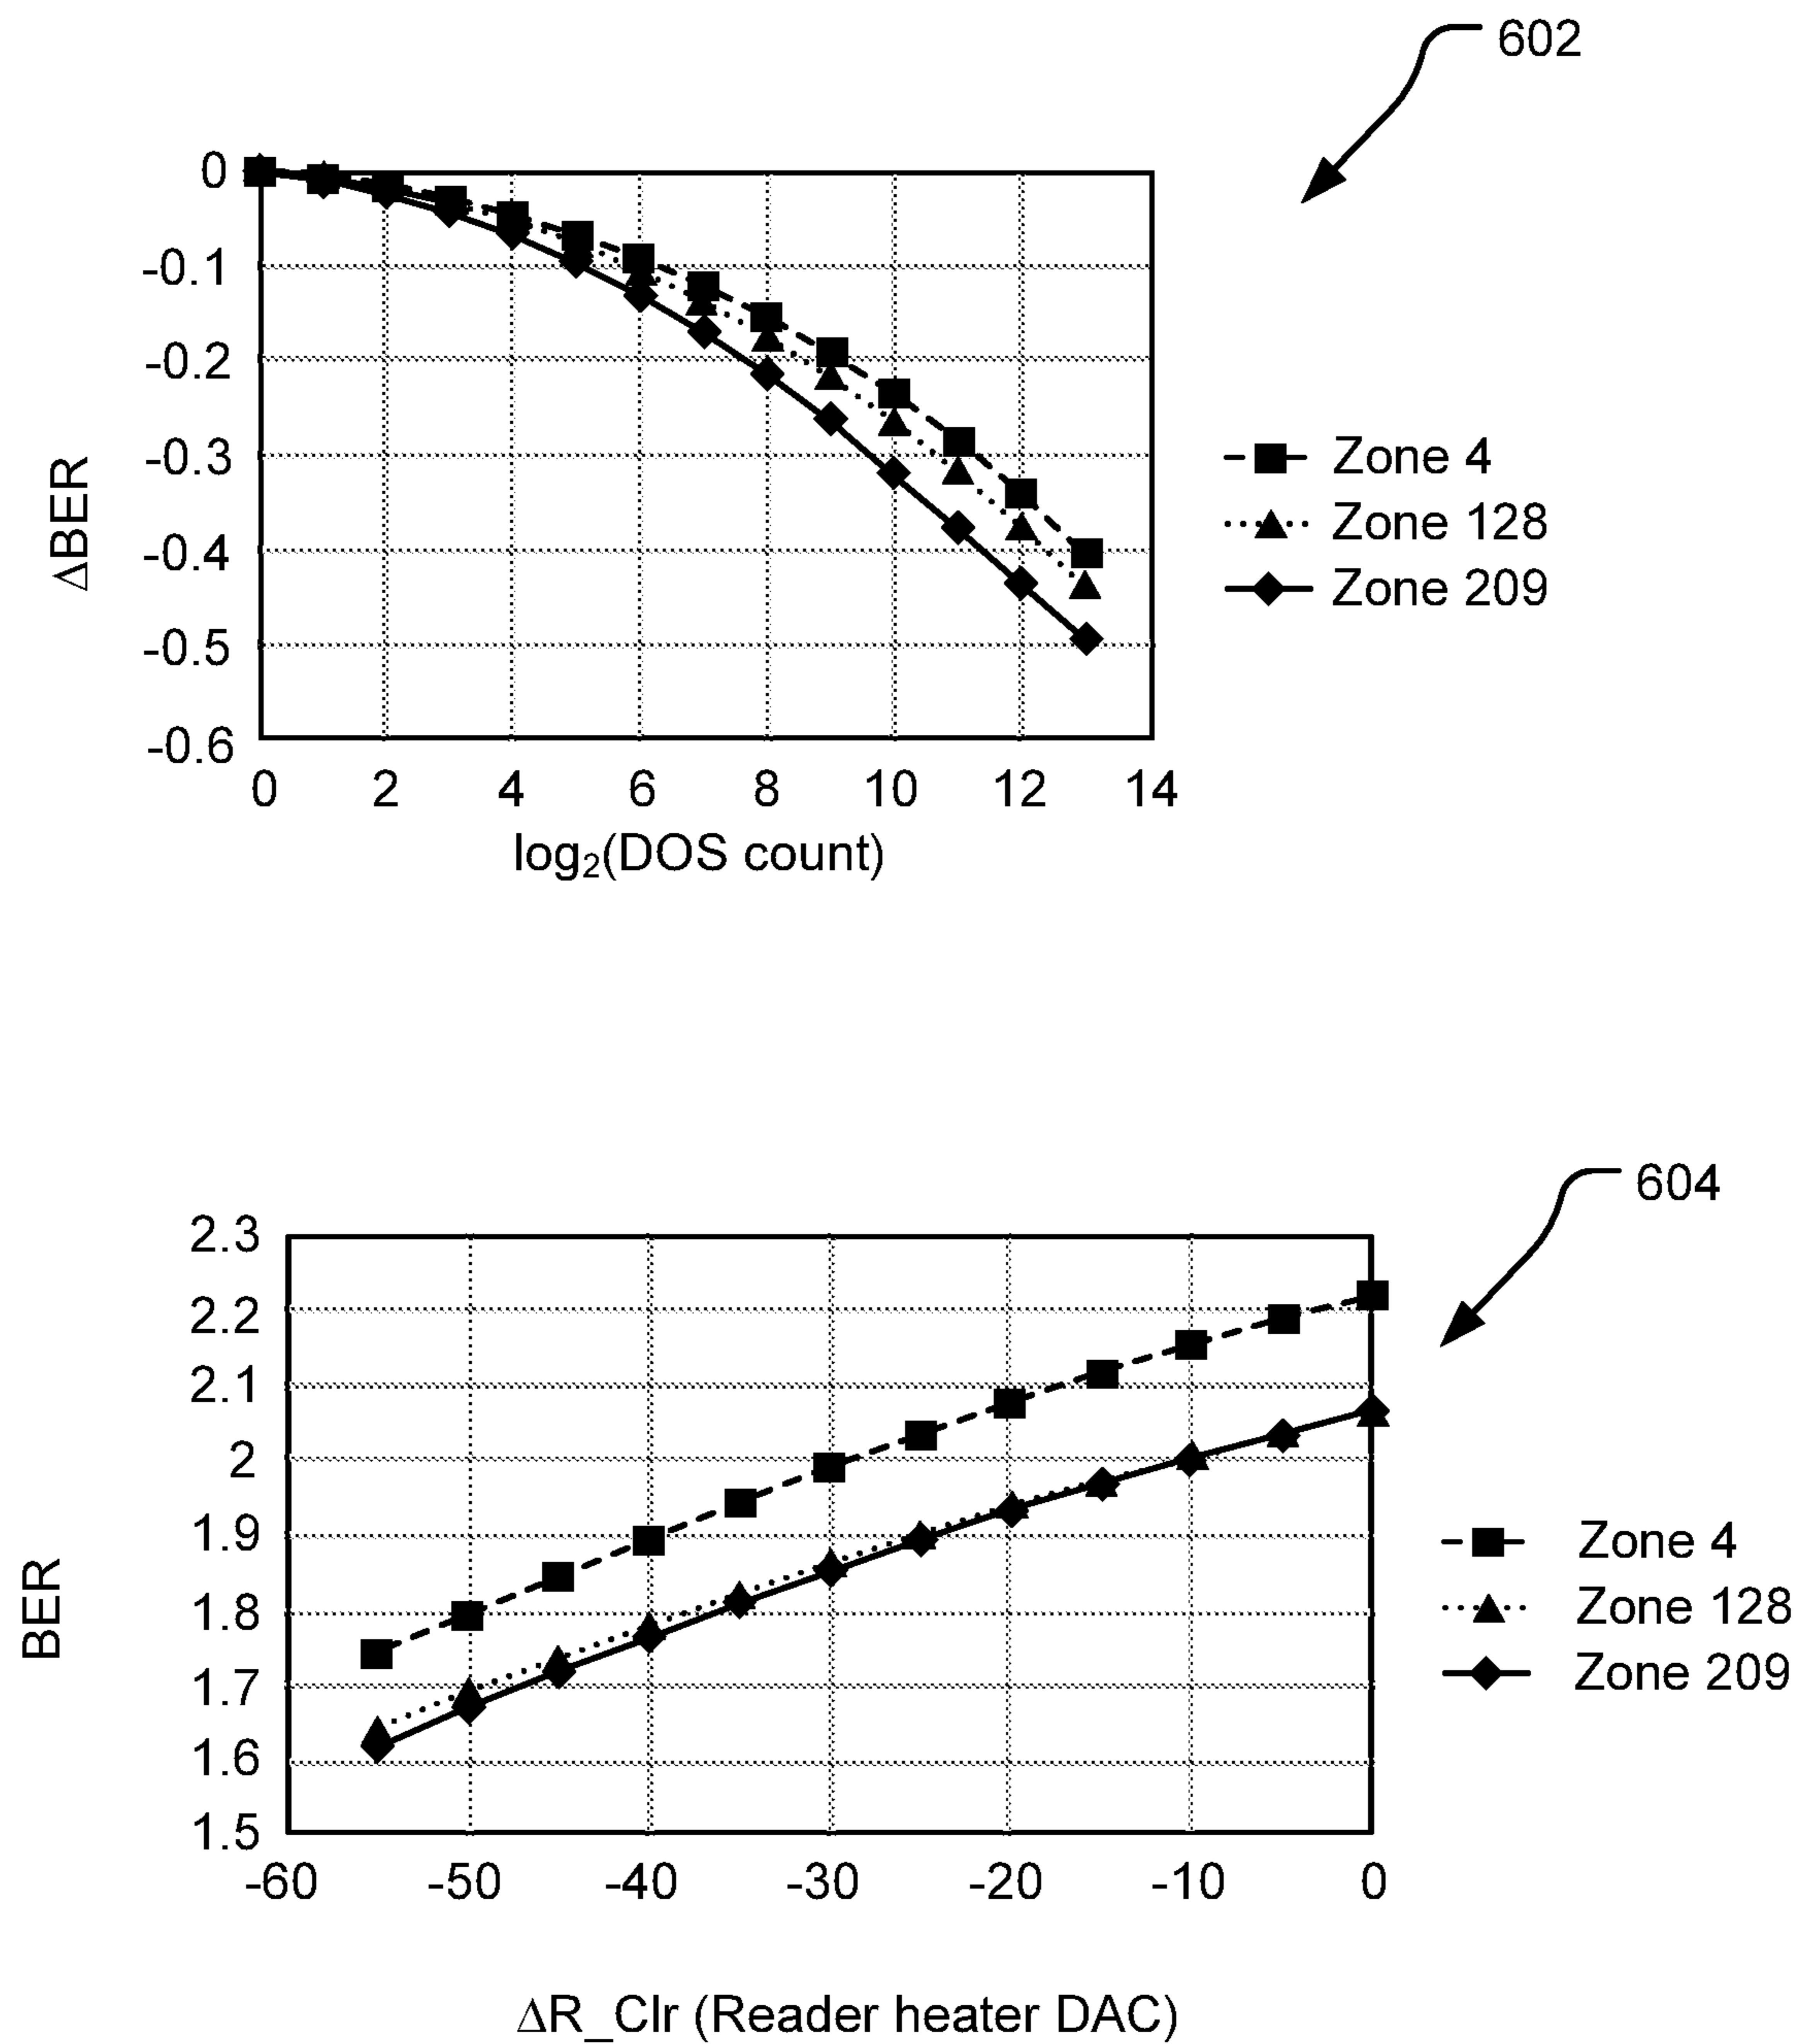 602
0
-0.1
-0.2
-0.3
-0.4
-0.5
-0.6
ΔBER
0 2 4 6 8 10 12 14
log₂(DOS count)
Zone 4
Zone 128
Zone 209
604
2.3
2.2
2.1
2
1.9
1.8
1.7
1.6
1.5
BER
-60 -50 -40 -30 -20 -10 0
ΔR_Clr (Reader heater DAC)
Zone 4
Zone 128
Zone 209